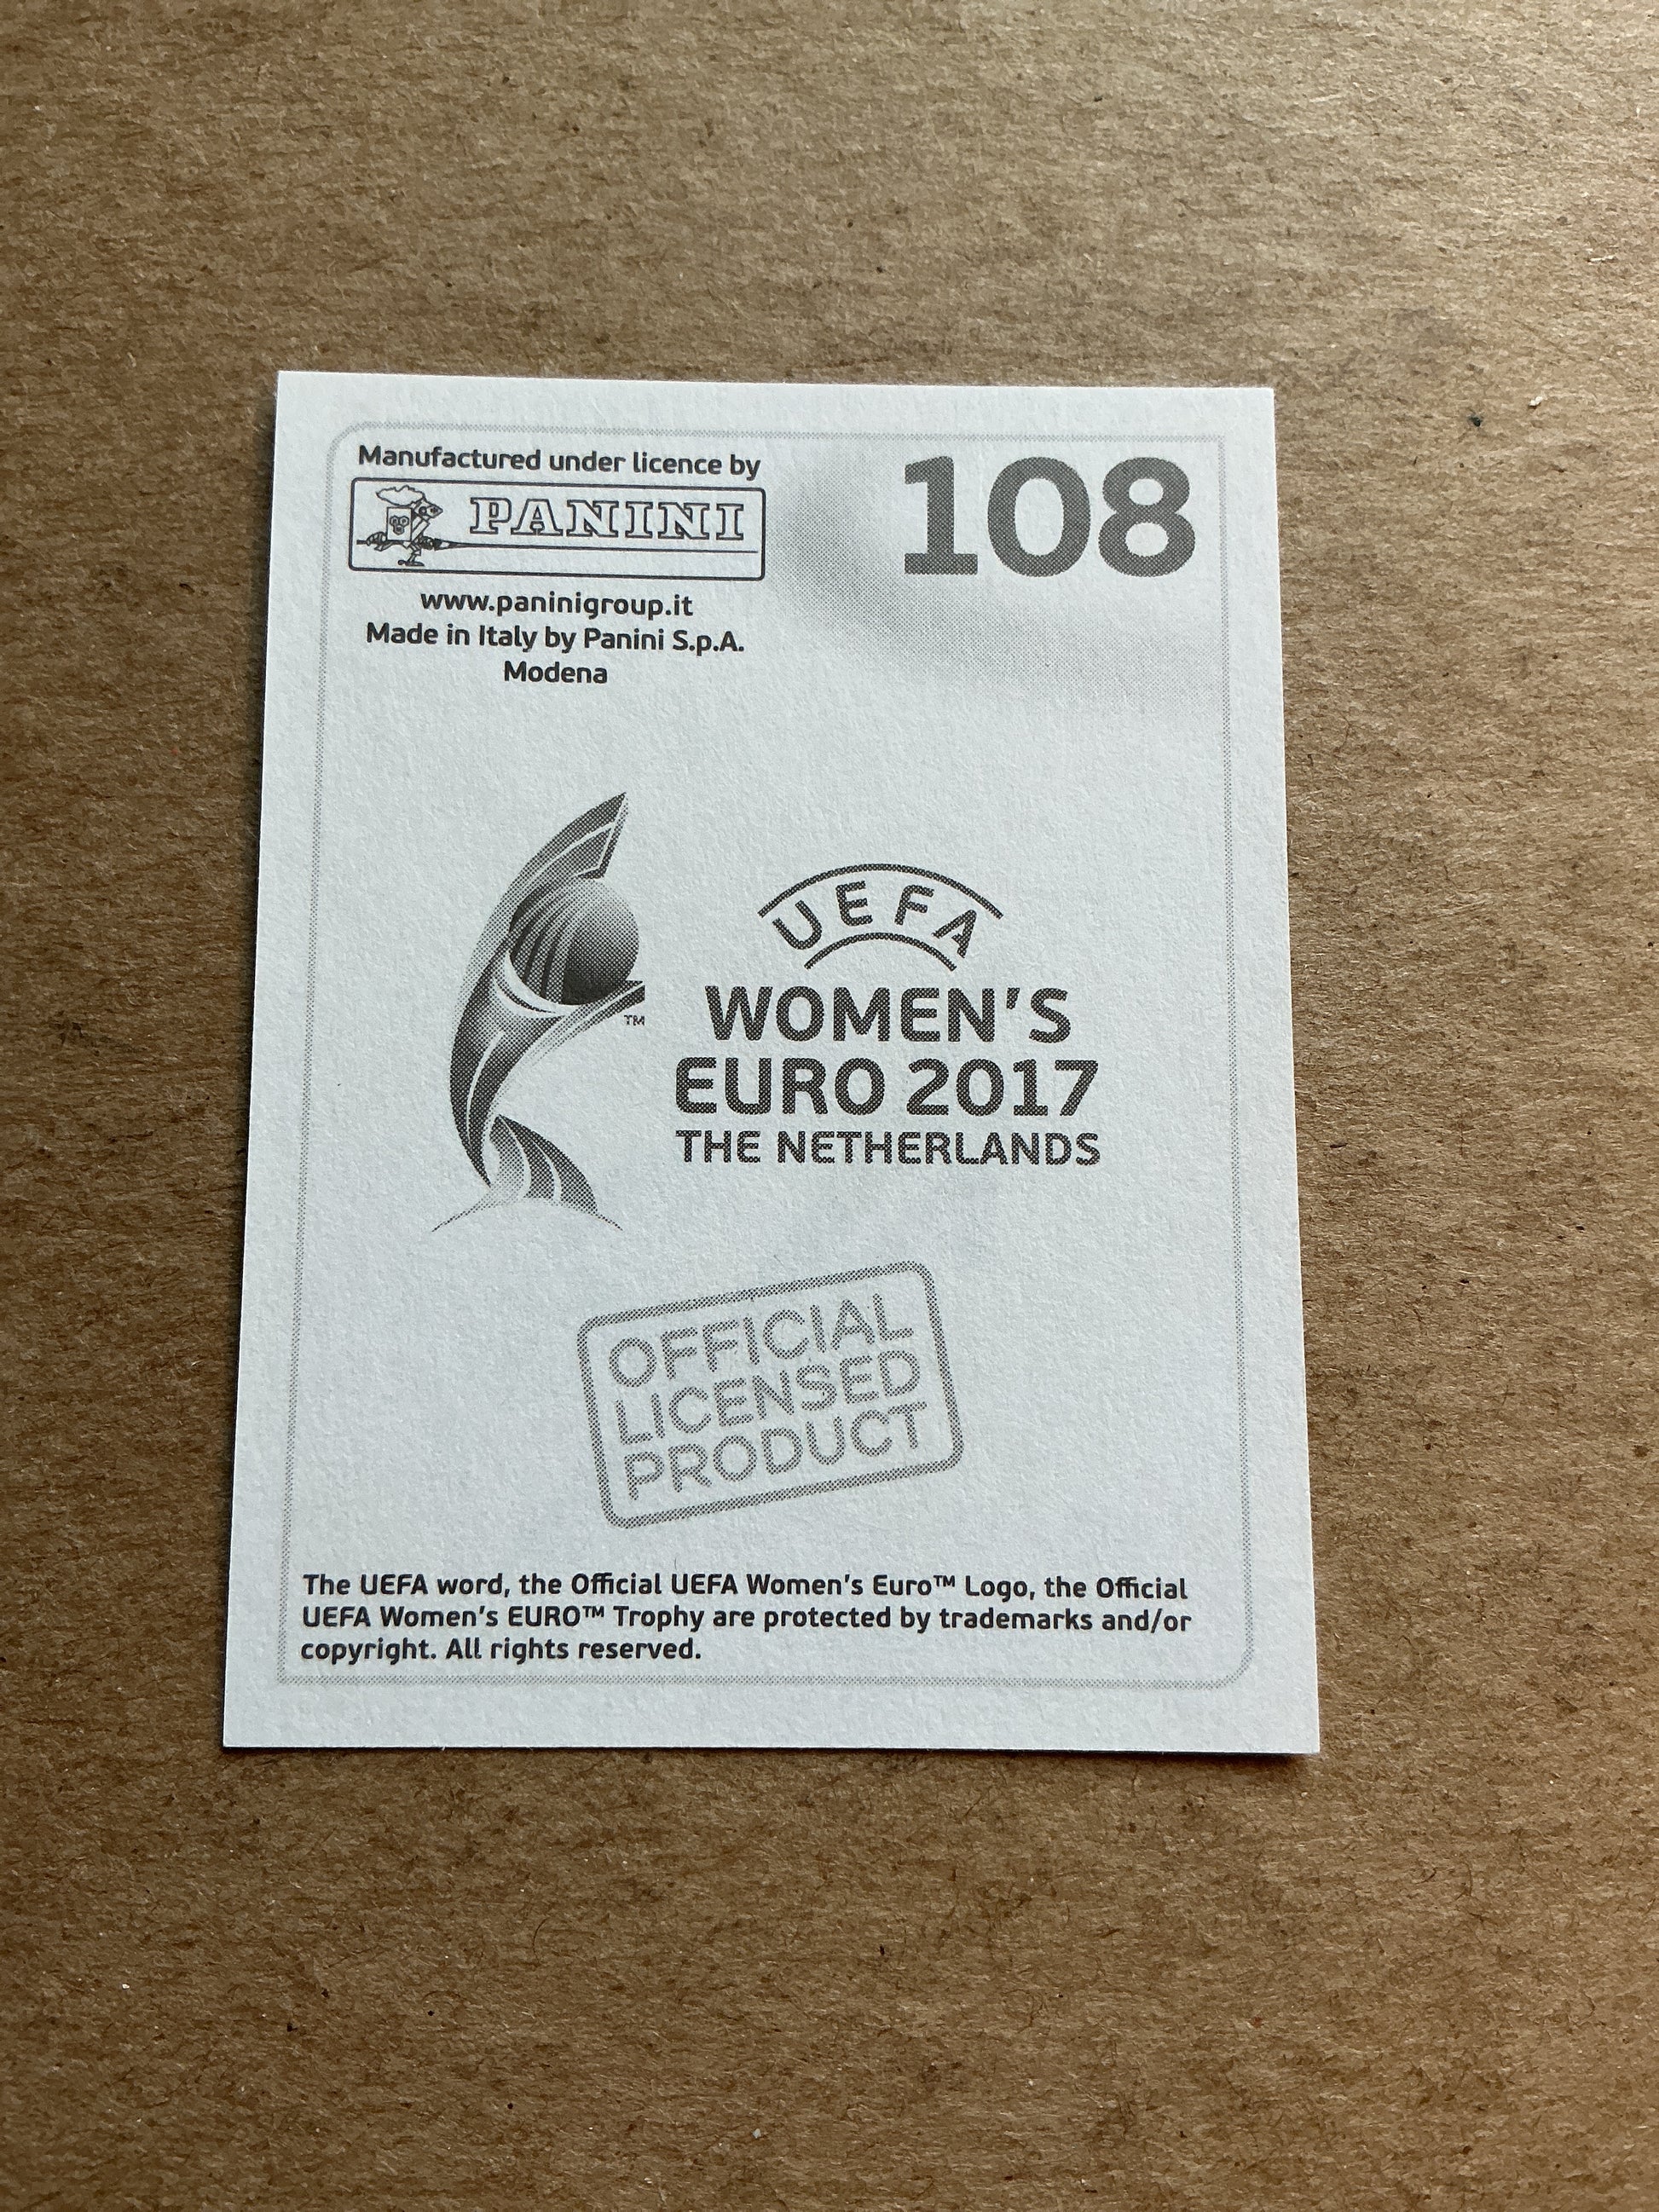 Manufactured under licence by
PANINI
www.paninigroup.it
Made in Italy by Panini S.p.A.
Modena
108
UEFA
WOMEN'S
EURO 2017
THE NETHERLANDS
TM
OFFICIAL
LICENSED
PRODUCT
The UEFA word, the Official UEFA Women's Euro™ Logo, the Official
UEFA Women's EURO™ Trophy are protected by trademarks and/or
copyright. All rights reserved.